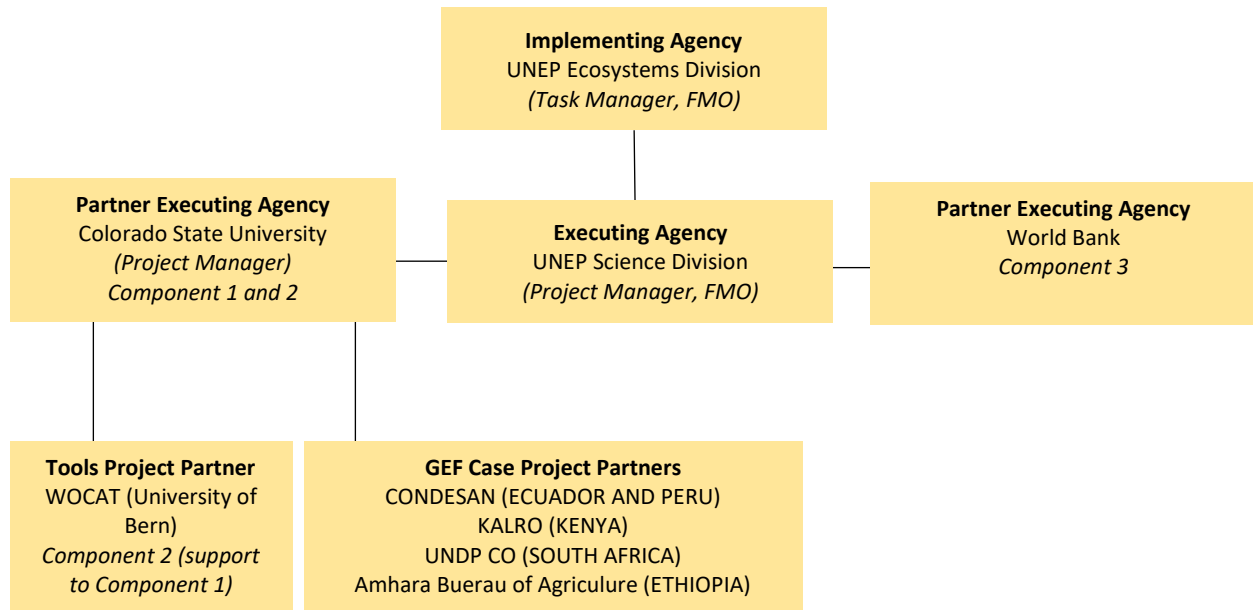 Implementing Agency
UNEP Ecosystems Division
(Task Manager, FMO)
Partner Executing Agency
Colorado State University
(Project Manager)
Component 1 and 2
Executing Agency
UNEP Science Division
(Project Manager, FMO)
Partner Executing Agency
World Bank
Component 3
Tools Project Partner
WOCAT (University of
Bern)
Component 2 (support
to Component 1)
GEF Case Project Partners
CONDESAN (ECUADOR AND PERU)
KALRO (KENYA)
UNDP CO (SOUTH AFRICA)
Amhara Buerau of Agriculure (ETHIOPIA)